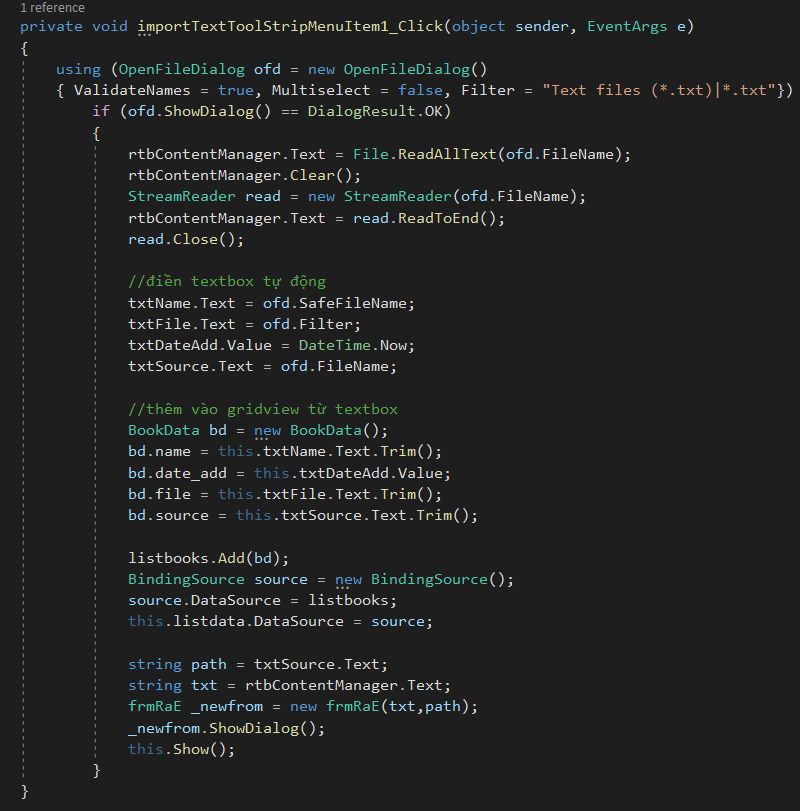 1 reference
private void importTextToolStripMenuItem1_Click(object sender, EventArgs e)
{
    using (OpenFileDialog ofd = new OpenFileDialog()
    { ValidateNames = true, Multiselect = false, Filter = "Text files (*.txt)|*.txt"})
        if (ofd.ShowDialog() == DialogResult.OK)
        {
            rtbContentManager.Text = File.ReadAllText(ofd.FileName);
            rtbContentManager.Clear();
            StreamReader read = new StreamReader(ofd.FileName);
            rtbContentManager.Text = read.ReadToEnd();
            read.Close();

            //điền textbox tự động
            txtName.Text = ofd.SafeFileName;
            txtFile.Text = ofd.Filter;
            txtDateAdd.Value = DateTime.Now;
            txtSource.Text = ofd.FileName;

            //thêm vào gridview từ textbox
            BookData bd = new BookData();
            bd.name = this.txtName.Text.Trim();
            bd.date_add = this.txtDateAdd.Value;
            bd.file = this.txtFile.Text.Trim();
            bd.source = this.txtSource.Text.Trim();

            listbooks.Add(bd);
            BindingSource source = new BindingSource();
            source.DataSource = listbooks;
            this.listdata.DataSource = source;

            string path = txtSource.Text;
            string txt = rtbContentManager.Text;
            frmRaE _newfrom = new frmRaE(txt,path);
            _newfrom.ShowDialog();
            this.Show();
        }
}